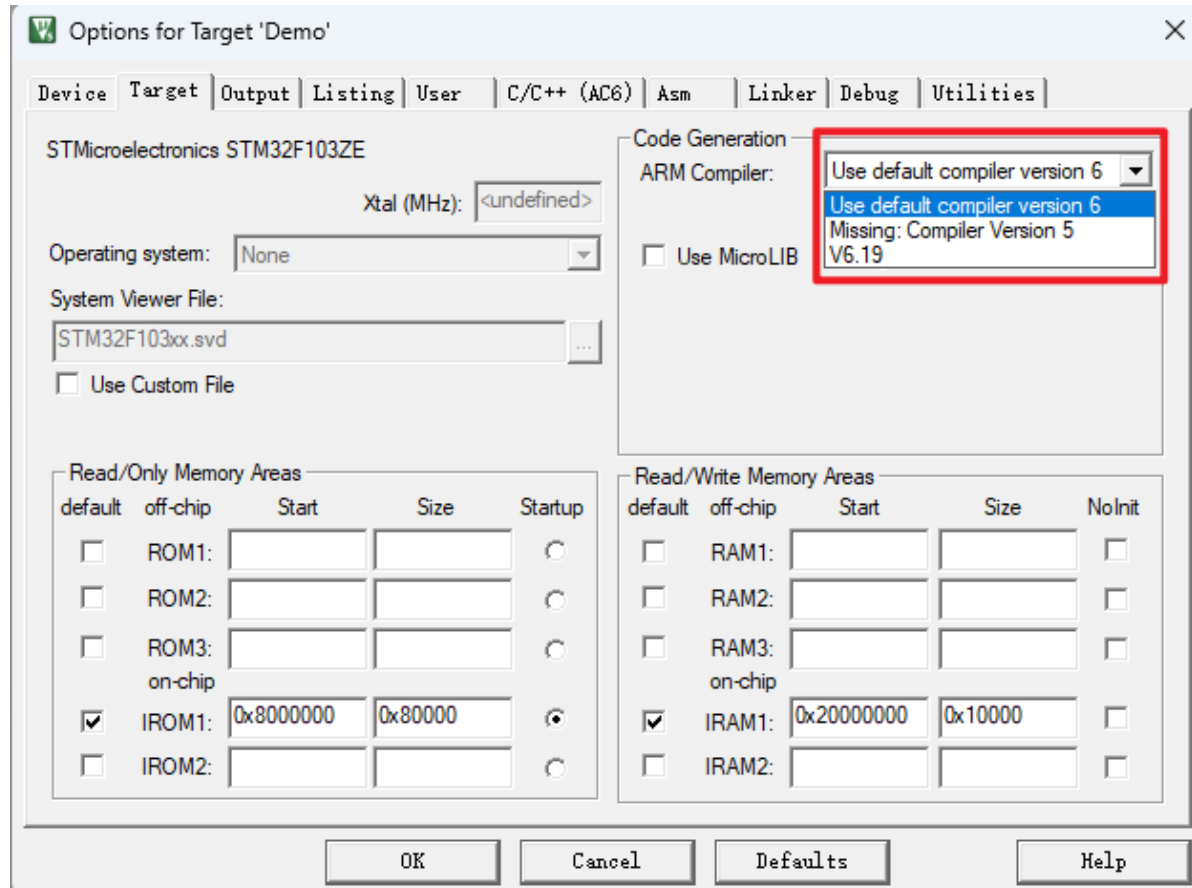 Options for Target 'Demo'
Device Target Output Listing User C/C++ (AC6) Asm Linker Debug Utilities
STMicroelectronics STM32F103ZE
Xtal (MHz): <undefined>
Operating system: None
System Viewer File:
STM32F103xx.svd ...
Use Custom File
Code Generation
ARM Compiler: Use default compiler version 6
Use default compiler version 6
Missing: Compiler Version 5
V6.19
Use MicroLIB
Read/Only Memory Areas
default off-chip Start Size Startup
ROM1:
ROM2:
ROM3:
on-chip
IROM1: 0x8000000 0x80000
IROM2:
Read/Write Memory Areas
default off-chip Start Size NoInit
RAM1:
RAM2:
RAM3:
on-chip
IRAM1: 0x20000000 0x10000
IRAM2:
OK Cancel Defaults Help